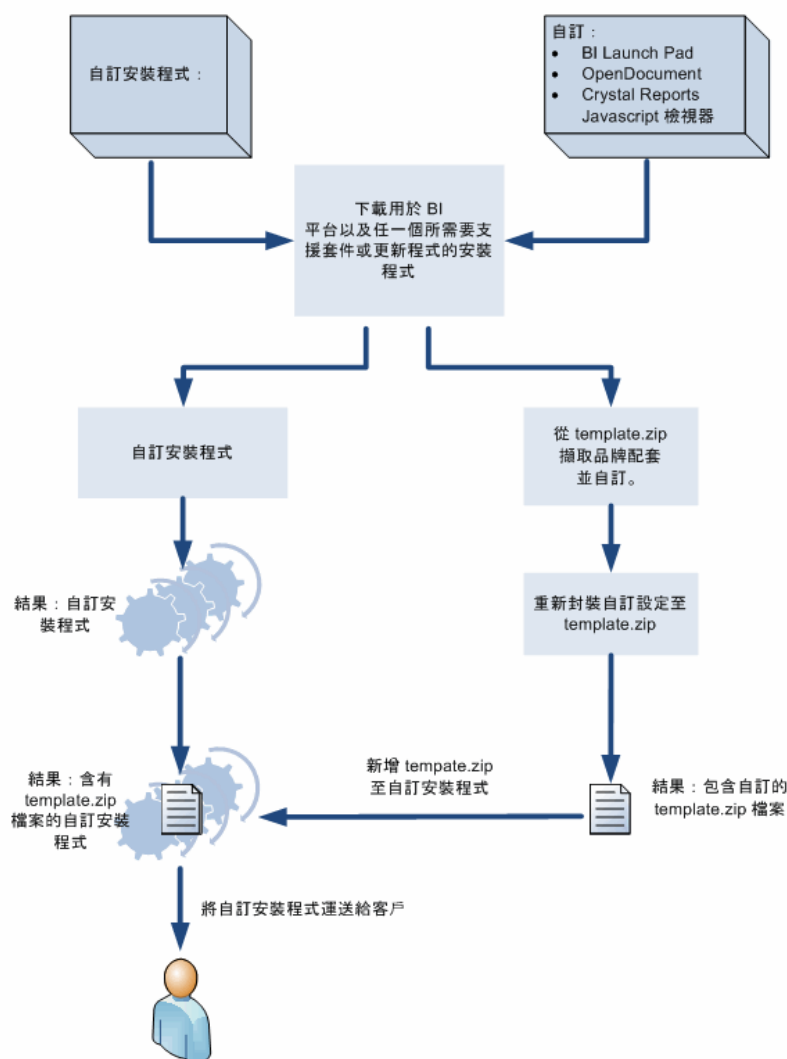 自訂安裝程式：
自訂：
• BI Launch Pad
• OpenDocument
• Crystal Reports
Javascript 檢視器
下載用於 BI
平台以及任一個所需要支
援套件或更新程式的安裝
程式
自訂安裝程式
從 template.zip
擷取品牌配套
並自訂。
結果：自訂安
裝程式
重新封裝自訂設定至
template.zip
結果：含有
template.zip
檔案的自訂安裝
程式
新增 tempate.zip
至自訂安裝程式
結果：包含自訂的
template.zip 檔案
將自訂安裝程式運送給客戶